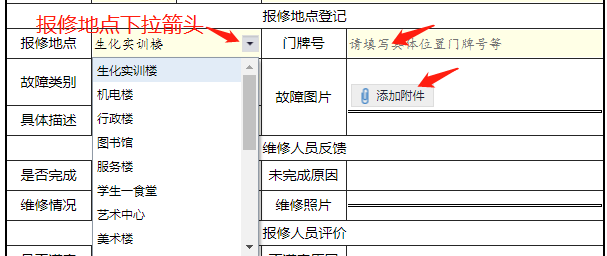 报修地点登记
报修地点下拉箭头
报修地点 生化实训楼 门牌号 请填写具体位置门牌号等
生化实训楼
机电楼
行政楼
图书馆
服务楼
学生一食堂
艺术中心
美术楼
故障类别 故障图片 添加附件
具体描述
维修人员反馈
是否完成 未完成原因
维修情况 维修照片
报修人员评价